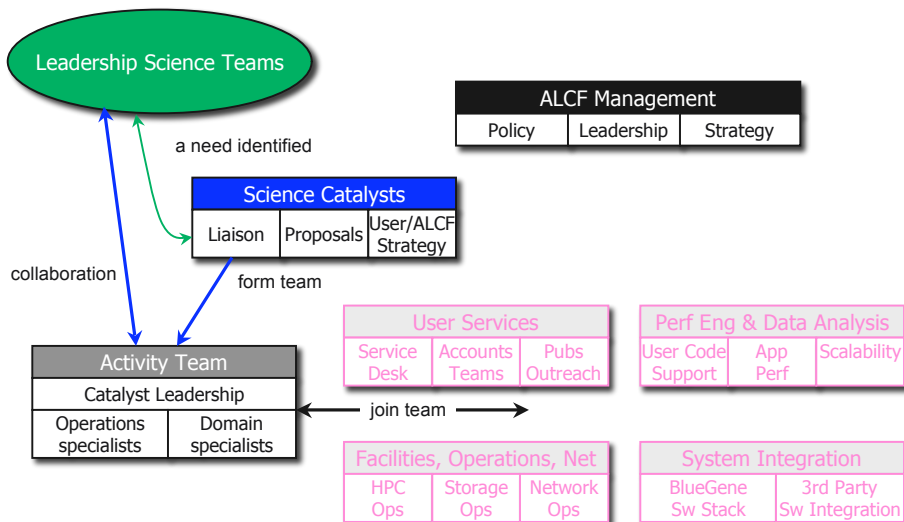 Leadership Science Teams
ALCF Management
Policy
Leadership
Strategy
a need identified
Science Catalysts
Liaison
Proposals
User/ALCF
Strategy
collaboration
form team
User Services
Service
Desk
Accounts
Teams
Pubs
Outreach
Perf Eng & Data Analysis
User Code
Support
App
Perf
Scalability
Activity Team
Catalyst Leadership
Operations
specialists
Domain
specialists
join team
Facilities, Operations, Net
HPC
Ops
Storage
Ops
Network
Ops
System Integration
BlueGene
Sw Stack
3rd Party
Sw Integration